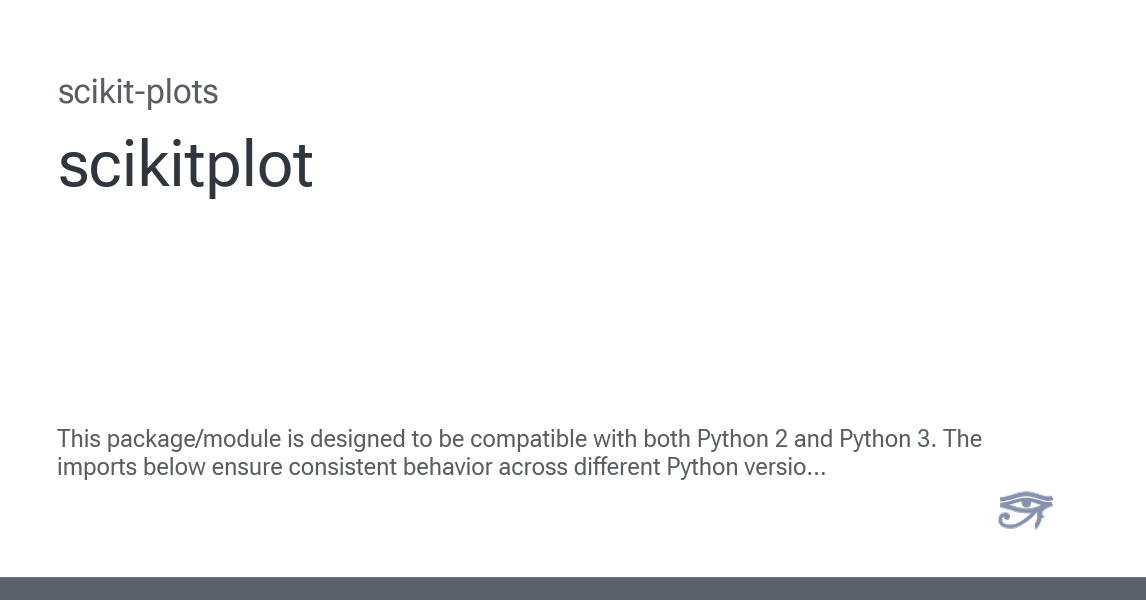 scikit-plots
scikitplot
This package/module is designed to be compatible with both Python 2 and Python 3. The
imports below ensure consistent behavior across different Python versio...